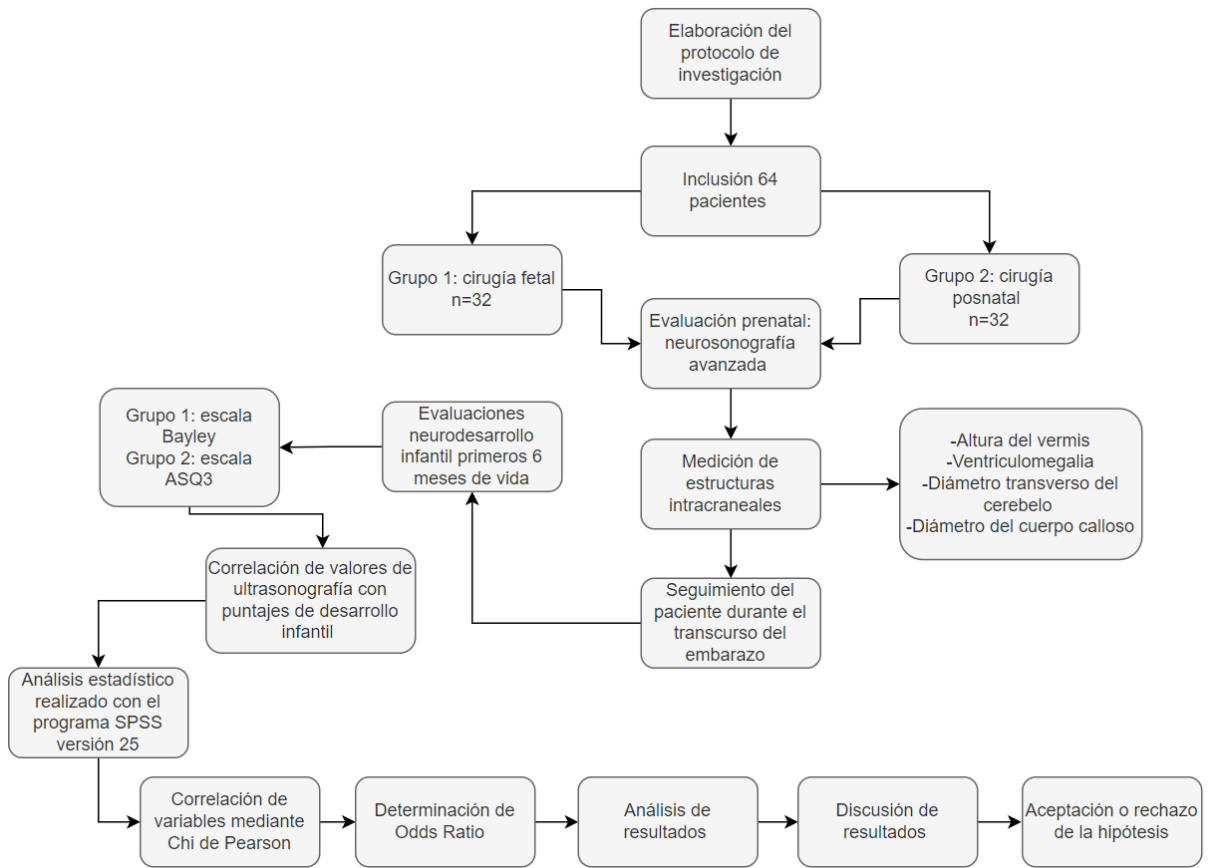 Elaboración del
protocolo de
investigación
Inclusión 64
pacientes
Grupo 1: cirugía fetal
n=32
Grupo 2: cirugía
posnatal
n=32
Evaluación prenatal:
neurosonografía
avanzada
Medición de
estructuras
intracraneales
-Altura del vermis
-Ventriculomegalia
-Diámetro transverso del
cerebelo
-Diámetro del cuerpo calloso
Seguimiento del
paciente durante el
transcurso del
embarazo
Evaluaciones
neurodesarrollo
infantil primeros 6
meses de vida
Grupo 1: escala
Bayley
Grupo 2: escala
ASQ3
Correlación de valores de
ultrasonografía con
puntajes de desarrollo
infantil
Análisis estadístico
realizado con el
programa SPSS
versión 25
Correlación de
variables mediante
Chi de Pearson
Determinación de
Odds Ratio
Análisis de
resultados
Discusión de
resultados
Aceptación o rechazo
de la hipótesis